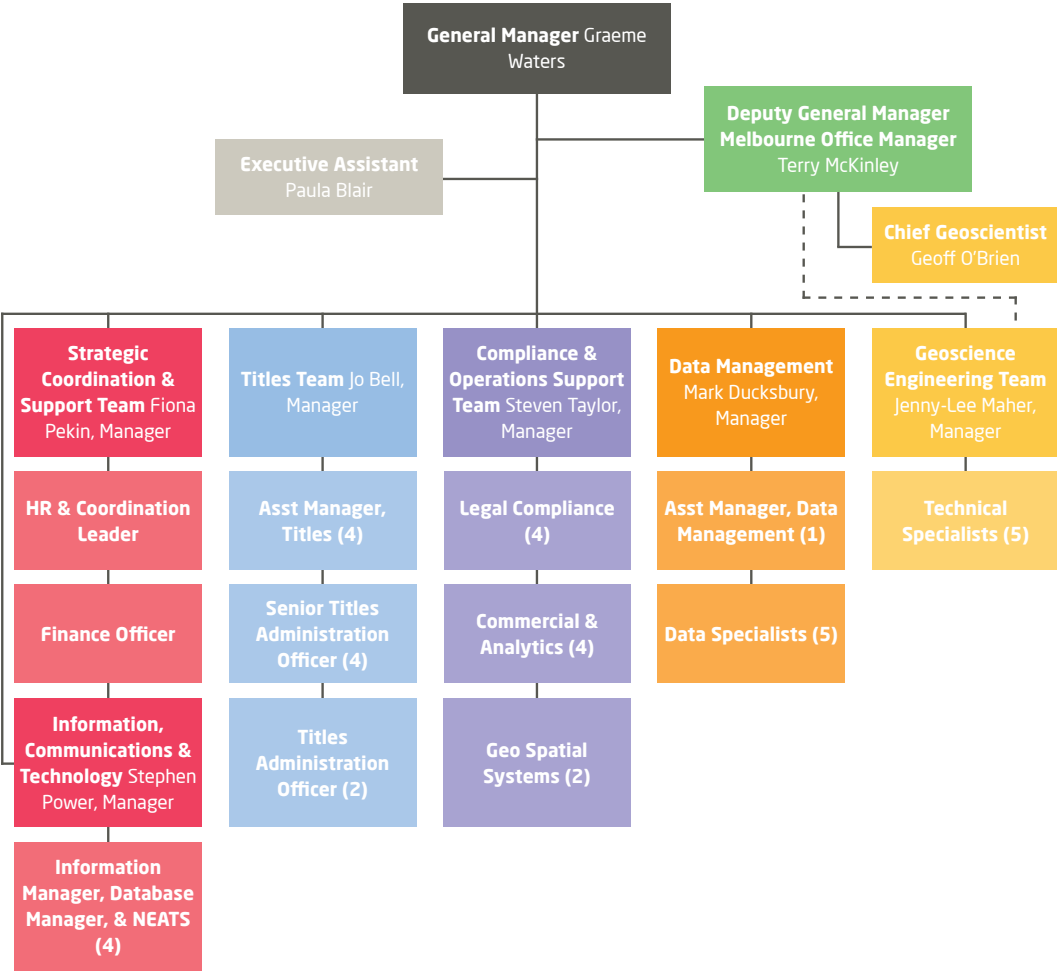 General Manager Graeme
Waters
Deputy General Manager
Melbourne Office Manager
Terry McKinley
Executive Assistant
Paula Blair
Chief Geoscientist
Geoff O'Brien
Strategic
Coordination &
Support Team Fiona
Pekin, Manager
HR & Coordination
Leader
Finance Officer
Information,
Communications &
Technology Stephen
Power, Manager
Information
Manager, Database
Manager, & NEATS
(4)
Titles Team Jo Bell,
Manager
Asst Manager,
Titles (4)
Senior Titles
Administration
Officer (4)
Titles
Administration
Officer (2)
Compliance &
Operations Support
Team Steven Taylor,
Manager
Legal Compliance
(4)
Commercial &
Analytics (4)
Geo Spatial
Systems (2)
Data Management
Mark Ducksbury,
Manager
Asst Manager, Data
Management (1)
Data Specialists (5)
Geoscience
Engineering Team
Jenny-Lee Maher,
Manager
Technical
Specialists (5)